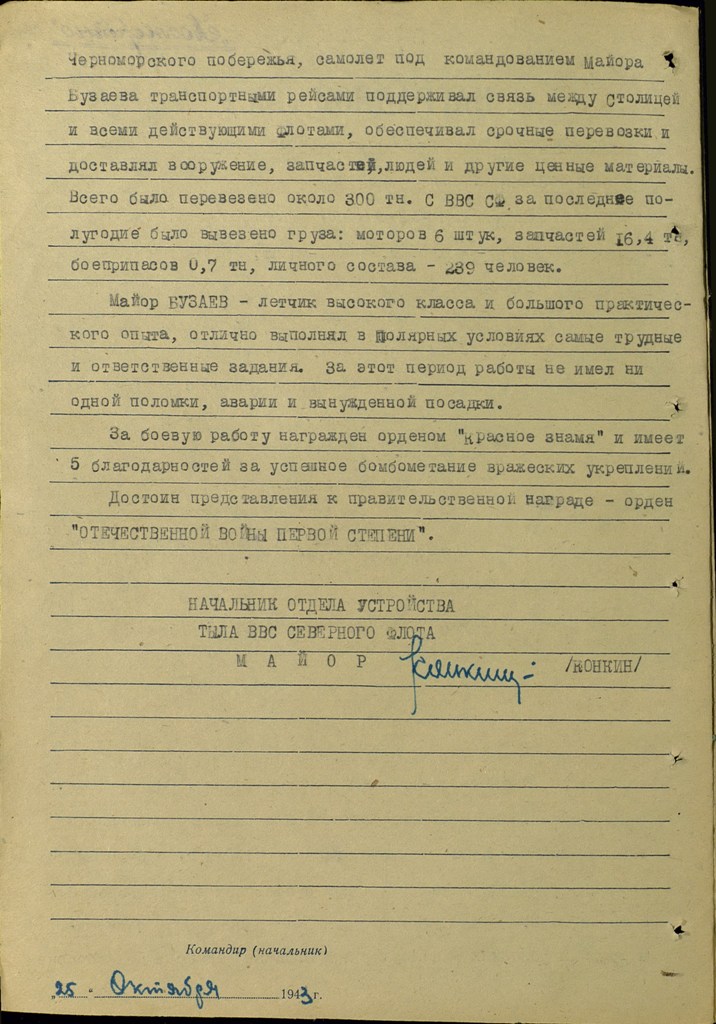 Черноморского побережья, самолет под командованием Майора
Бузаева транспортными рейсами поддерживал связь между столицей
и всеми действующими флотами, обеспечивал срочные перевозки и
доставлял вооружение, запчастей, людей и другие ценные материалы.
Всего было перевезено около 300 тн. С ВВС СФ за последнее по-
лугодие было вывезено груза: моторов 6 штук, запчастей 16,4 тн,
боеприпасов 0,7 тн, личного состава - 289 человек.
Майор БУЗАЕВ - летчик высокого класса и большого практичес-
кого опыта, отлично выполнял в полярных условиях самые трудные
и ответственные задания. За этот период работы не имел ни
одной поломки, аварии и вынужденной посадки.
За боевую работу награжден орденом "Красное знамя" и имеет
5 благодарностей за успешное бомбометание вражеских укреплений.
Достоин представления к правительственной награде - орден
"ОТЕЧЕСТВЕННОЙ ВОЙНЫ ПЕРВОЙ СТЕПЕНИ".
НАЧАЛЬНИК ОТДЕЛА УСТРОЙСТВА
ТЫЛА ВВС СЕВЕРНОГО ФЛОТА
М А Й О Р Конкин /КОНКИН/
Командир (начальник)
"25" Октября 1943 г.